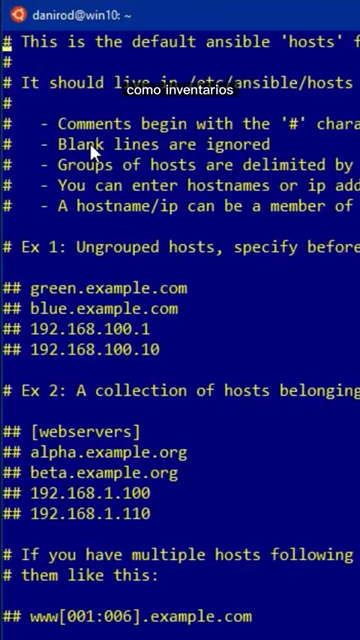 danirod@win10: ~
# This is the default ansible 'hosts' f
#
# It should live in /etc/ansible/hosts
como inventarios
#
#   - Comments begin with the '#' chara
#   - Blank lines are ignored
#   - Groups of hosts are delimited by
#   - You can enter hostnames or ip add
#   - A hostname/ip can be a member of
# Ex 1: Ungrouped hosts, specify before
## green.example.com
## blue.example.com
## 192.168.100.1
## 192.168.100.10
# Ex 2: A collection of hosts belonging
## [webservers]
## alpha.example.org
## beta.example.org
## 192.168.1.100
## 192.168.1.110
# If you have multiple hosts following
# them like this:
## www[001:006].example.com